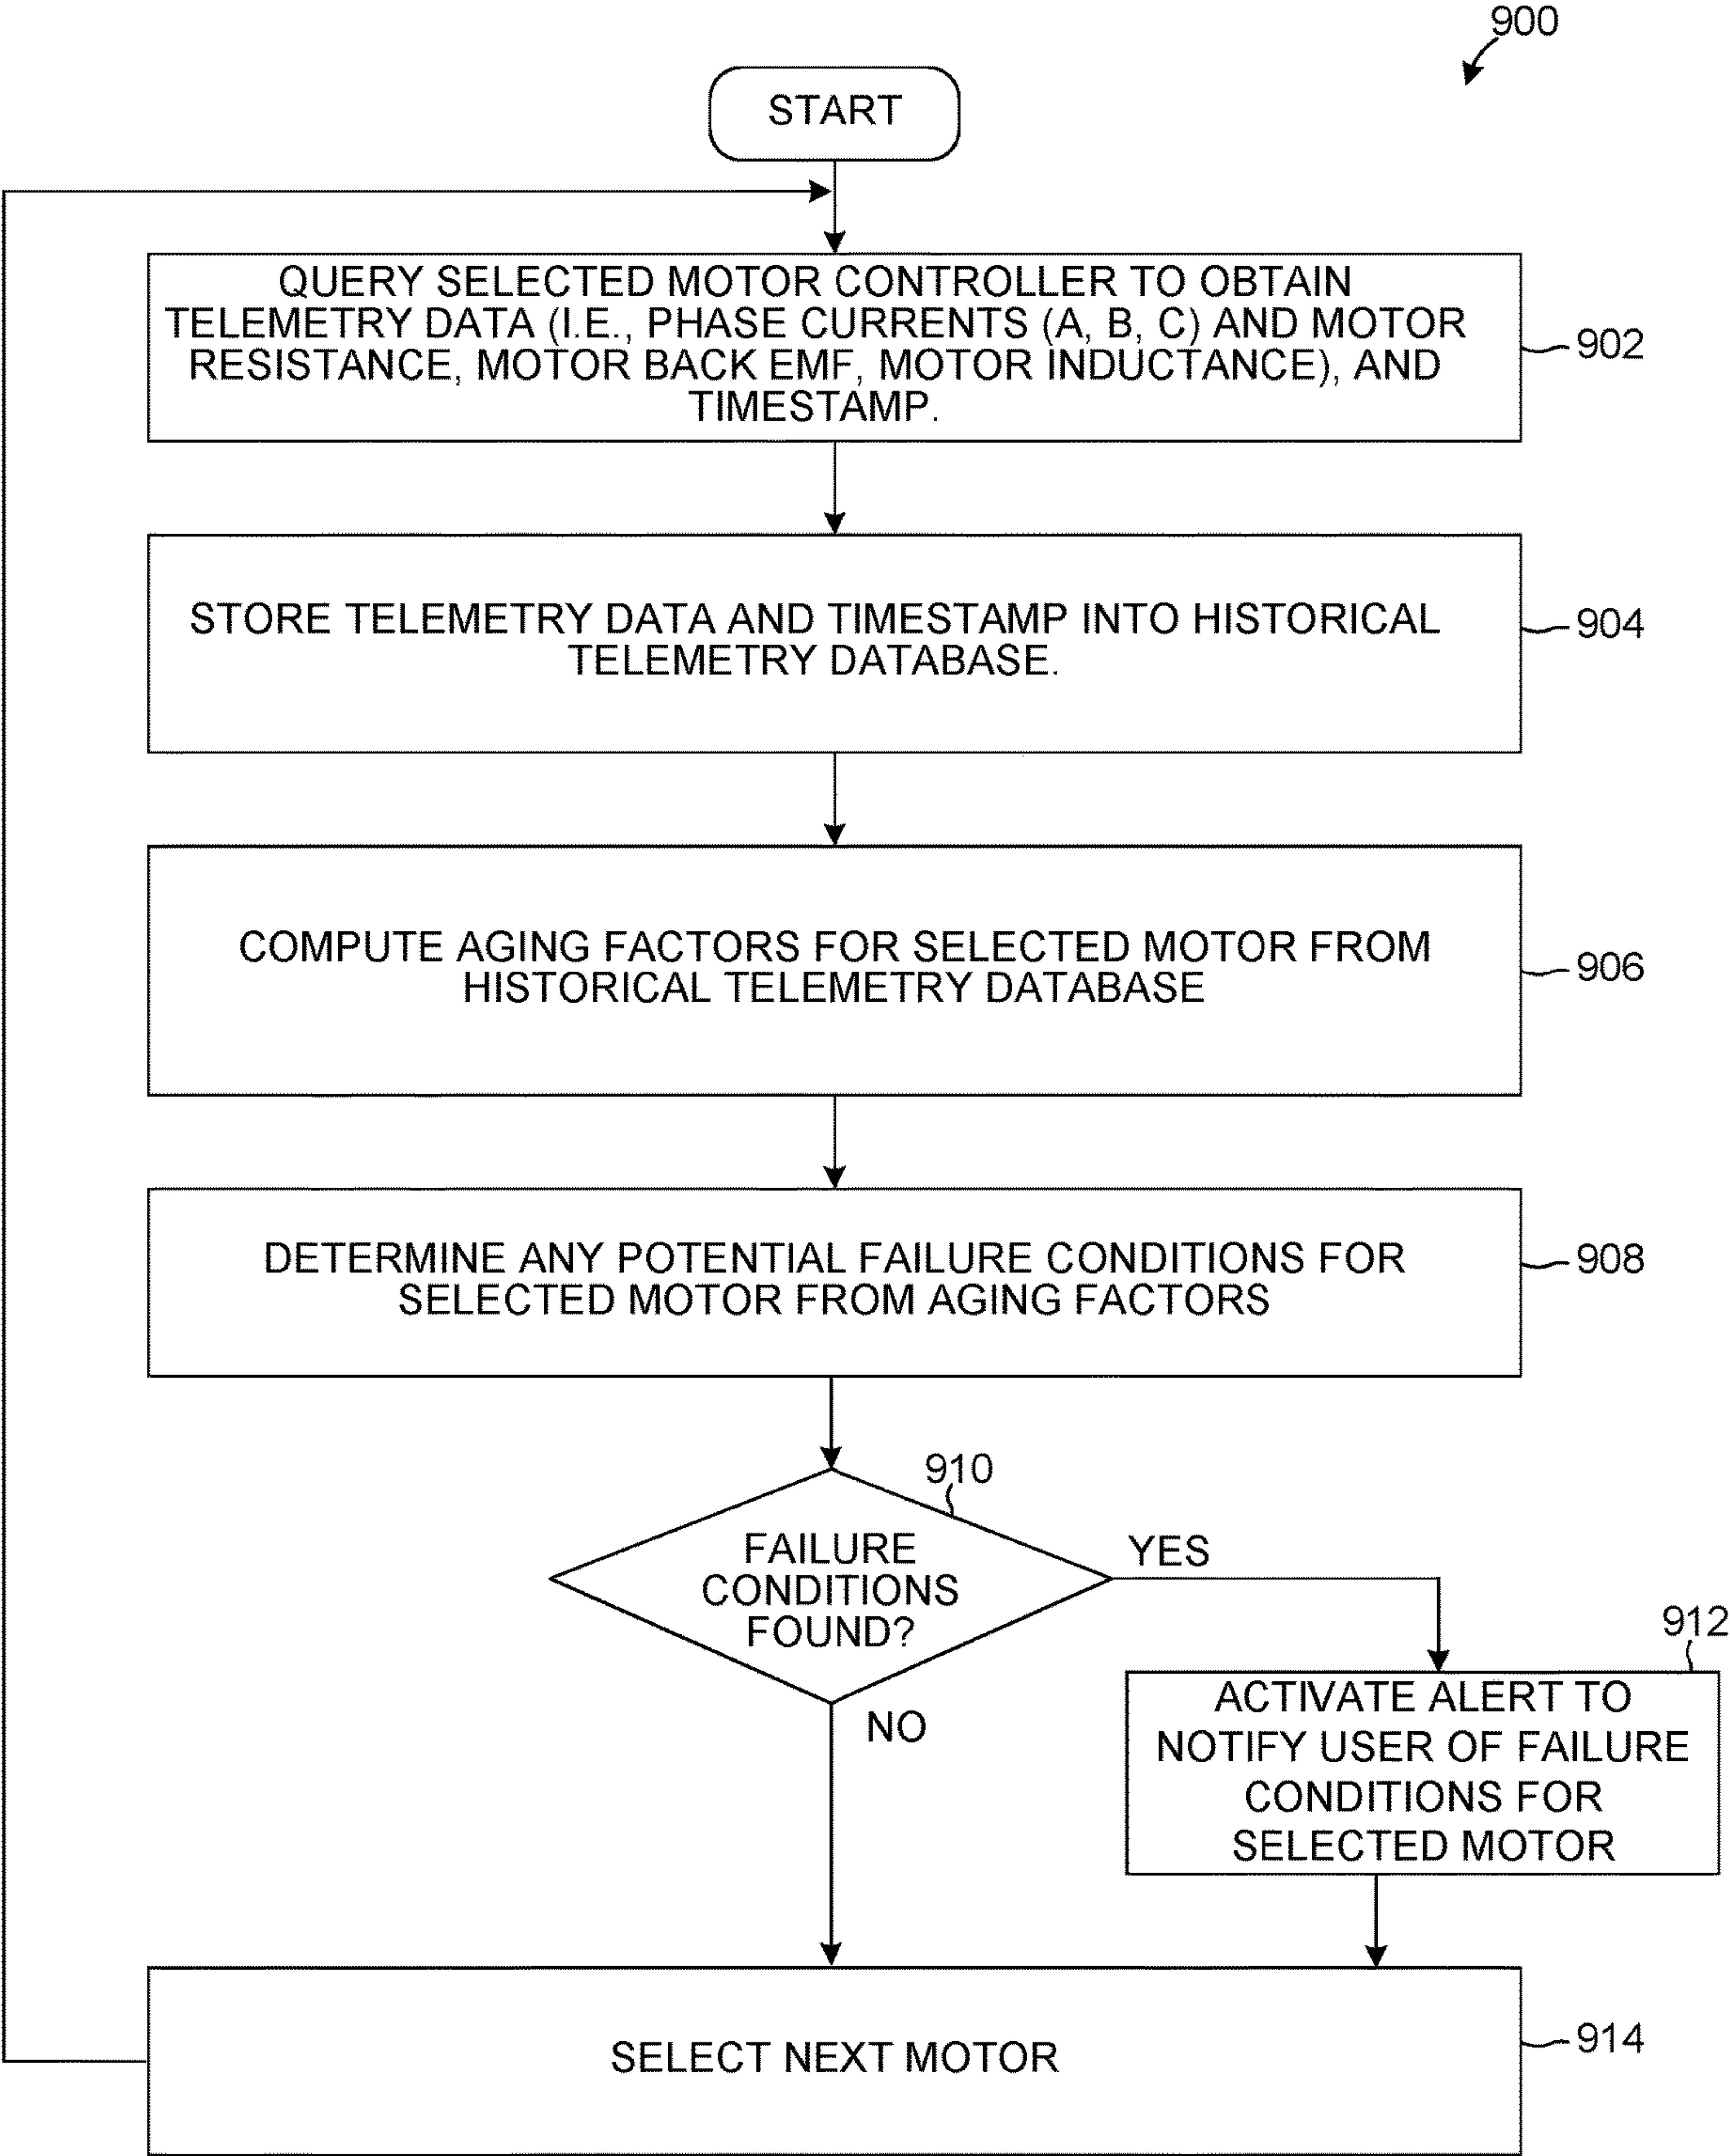 900
START
QUERY SELECTED MOTOR CONTROLLER TO OBTAIN
TELEMETRY DATA (I.E., PHASE CURRENTS (A, B, C) AND MOTOR
RESISTANCE, MOTOR BACK EMF, MOTOR INDUCTANCE), AND
TIMESTAMP.
902
STORE TELEMETRY DATA AND TIMESTAMP INTO HISTORICAL
TELEMETRY DATABASE.
904
COMPUTE AGING FACTORS FOR SELECTED MOTOR FROM
HISTORICAL TELEMETRY DATABASE
906
DETERMINE ANY POTENTIAL FAILURE CONDITIONS FOR
SELECTED MOTOR FROM AGING FACTORS
908
910
FAILURE
CONDITIONS
FOUND?
YES
NO
912
ACTIVATE ALERT TO
NOTIFY USER OF FAILURE
CONDITIONS FOR
SELECTED MOTOR
SELECT NEXT MOTOR
914